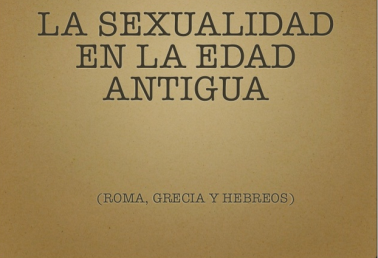 LA SEXUALIDAD
EN LA EDAD
ANTIGUA
(ROMA, GRECIA Y HEBREOS)